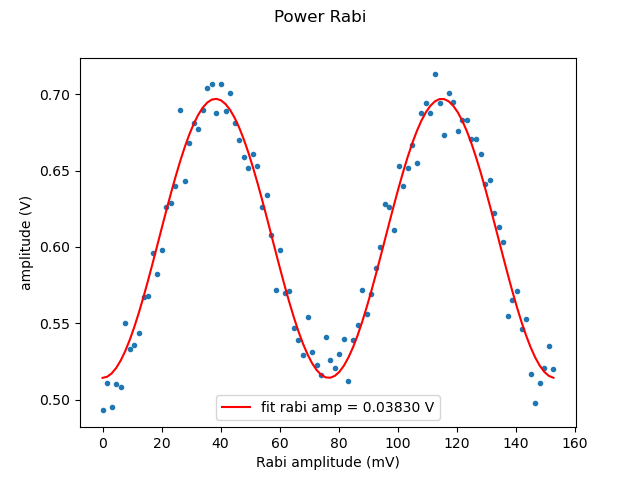 Power Rabi
0.70
0.65
0.60
0.55
0.50
amplitude (V)
fit rabi amp = 0.03830 V
0 20 40 60 80 100 120 140 160
Rabi amplitude (mV)